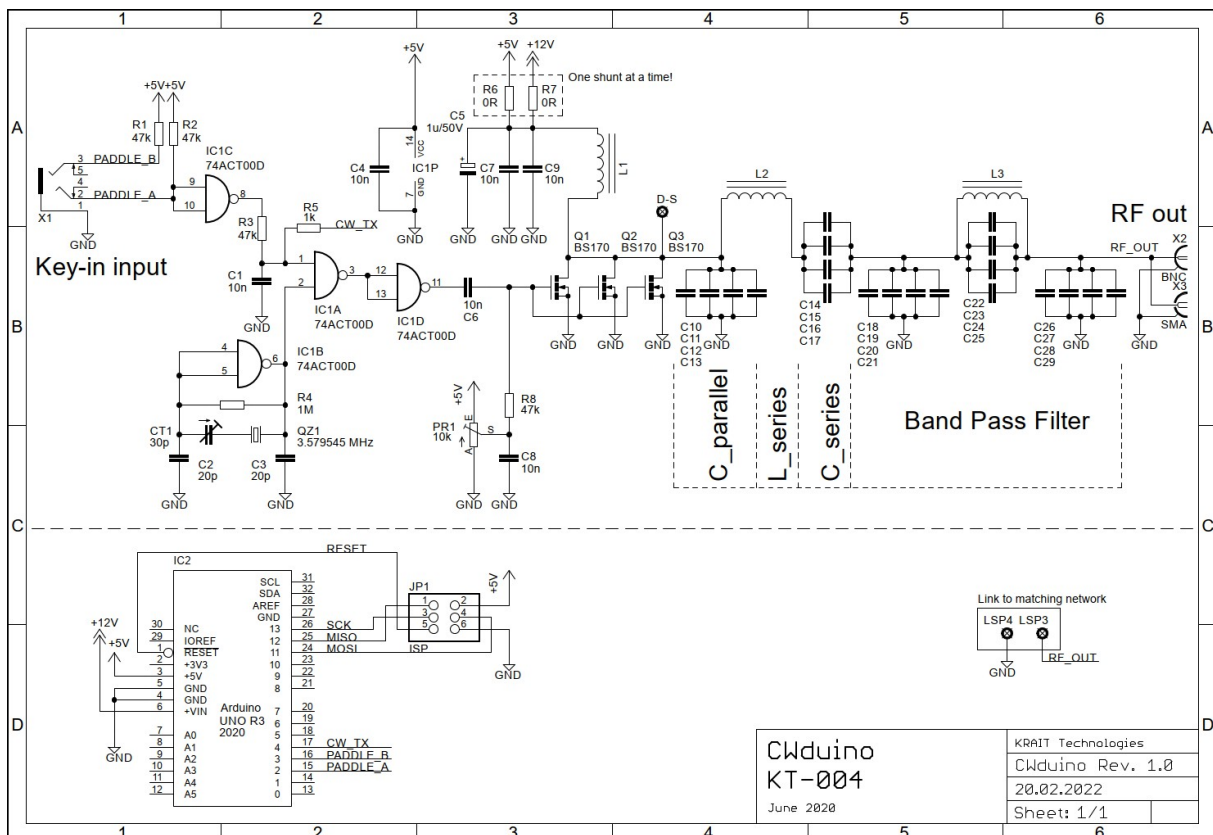 1 2 3 4 5 6
A A
B B
C C
D D
1 2 3 4 5 6
+5V+5V
R1
47k
R2
47k
3 PADDLE_B
5
4
2 PADDLE_A
1
X1
GND
IC1C
74ACT00D
9
10
8
R3
47k
R5
1k
CW_TX
Key-in input
C1
10n
GND
1
2
3
IC1A
74ACT00D
12
13
11
IC1D
74ACT00D
4
5
6
IC1B
74ACT00D
R4
1M
CT1
30p
QZ1
3.579545 MHz
C2
20p
C3
20p
GND
GND
+5V
C4
10n
14
VCC
IC1P
7
GND
GND
+5V
+12V
R6
0R
R7
0R
One shunt at a time!
C5
1u/50V
+
C7
10n
C9
10n
GND
GND
GND
L1
10n
C6
Q1
BS170
Q2
BS170
Q3
BS170
D-S
GND
GND
GND
+5V
PR1
10k
E
S
A
R8
47k
C8
10n
GND
GND
C10
C11
C12
C13
GND
L2
C14
C15
C16
C17
C18
C19
C20
C21
GND
L3
C22
C23
C24
C25
C26
C27
C28
C29
GND
RF out
RF_OUT
X2
BNC
X3
SMA
GND
C_parallel
L_series
C_series
Band Pass Filter
RESET
IC2
+12V
+5V
GND
30 NC
29 IOREF
1 RESET
2 +3V3
3 +5V
5 GND
4 GND
6 +VIN
7 A0
8 A1
9 A2
10 A3
11 A4
12 A5
Arduino
UNO R3
2020
SCL 31
SDA 32
AREF 28
GND 27
13 26 SCK
12 25 MISO
11 24 MOSI
10 23
9 22
8 21
7 20
6 19
5 18
4 17 CW_TX
3 16 PADDLE_B
2 15 PADDLE_A
1 14
0 13
JP1
1 2
3 4
5 6
ISP
+5V
GND
Link to matching network
LSP4 LSP3
GND
RF_OUT
CWduino
KT-004
June 2020
KRAIT Technologies
CWduino Rev. 1.0
20.02.2022
Sheet: 1/1